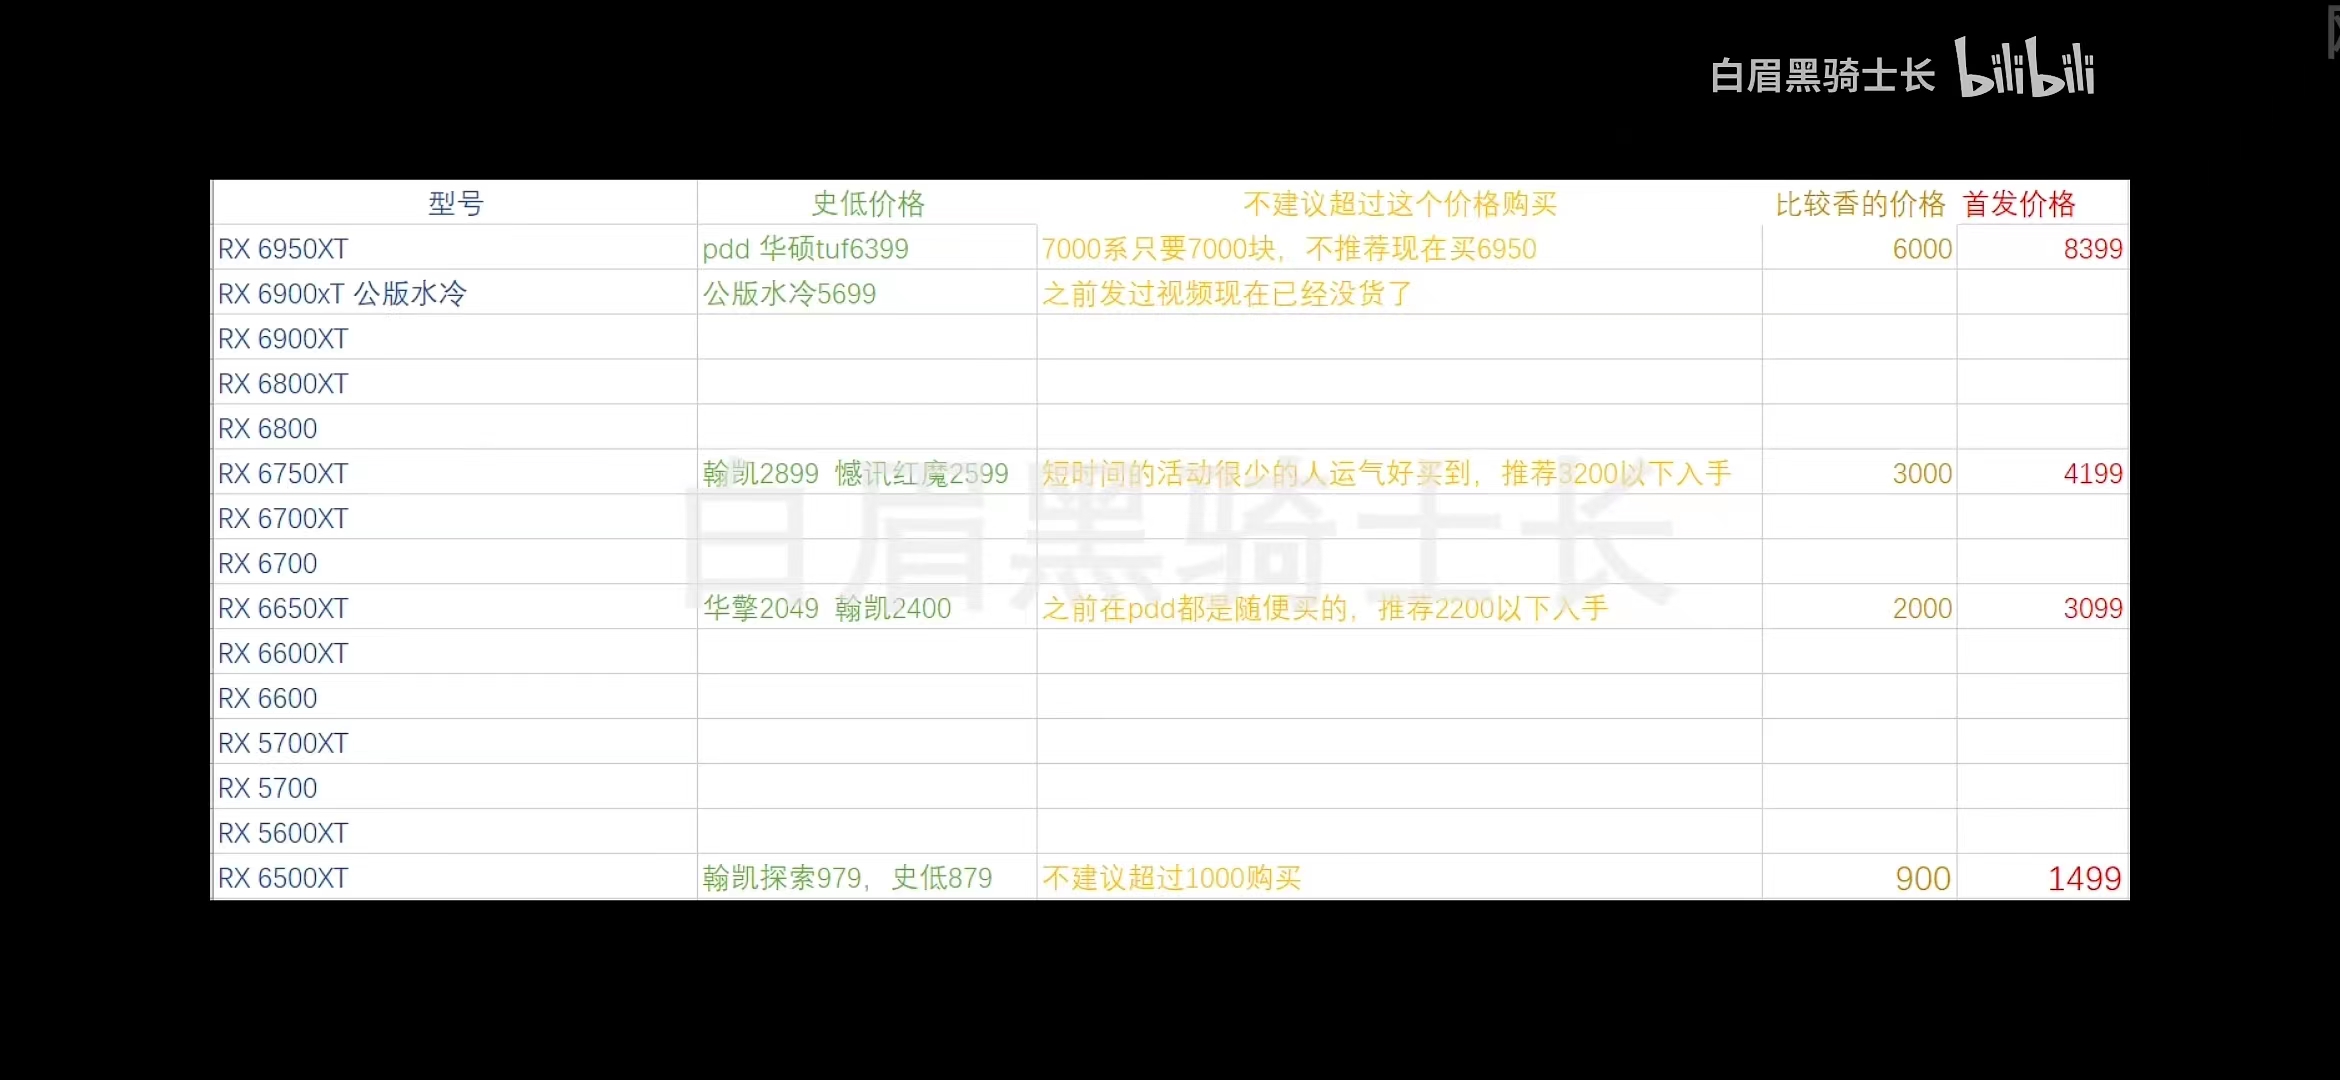 白眉黑骑士长 bilibili
型号 史低价格 不建议超过这个价格购买 比较香的价格 首发价格
RX 6950XT pdd 华硕tuf6399 7000系只要7000块，不推荐现在买6950 6000 8399
RX 6900xT 公版水冷 公版水冷5699 之前发过视频现在已经没货了
RX 6900XT
RX 6800XT
RX 6800
RX 6750XT 翰凯2899 憾讯红魔2599 短时间的活动很少的人运气好买到，推荐3200以下入手 3000 4199
RX 6700XT
白眉黑骑士长
RX 6700
RX 6650XT 华擎2049 翰凯2400 之前在pdd都是随便买的，推荐2200以下入手 2000 3099
RX 6600XT
RX 6600
RX 5700XT
RX 5700
RX 5600XT
RX 6500XT 翰凯探索979，史低879 不建议超过1000购买 900 1499